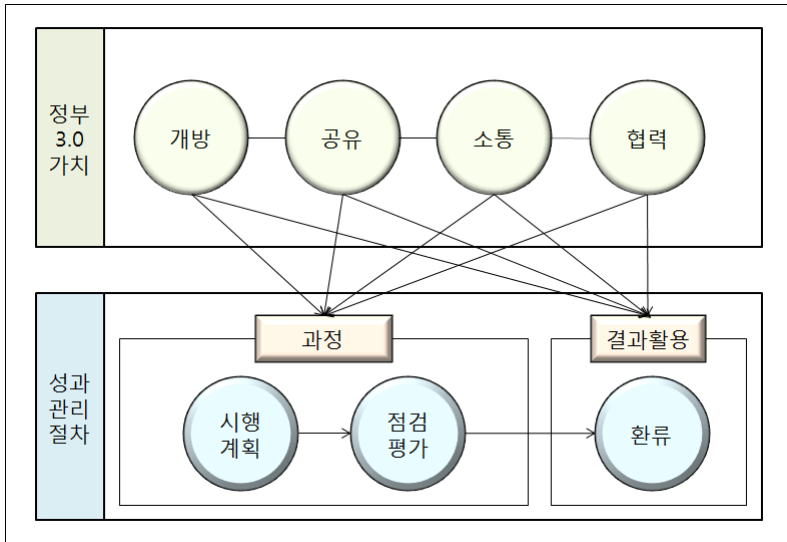 정부
3.0
가치
개방
공유
소통
협력
성과
관리
절차
과정
결과활용
시행
계획
점검
평가
환류